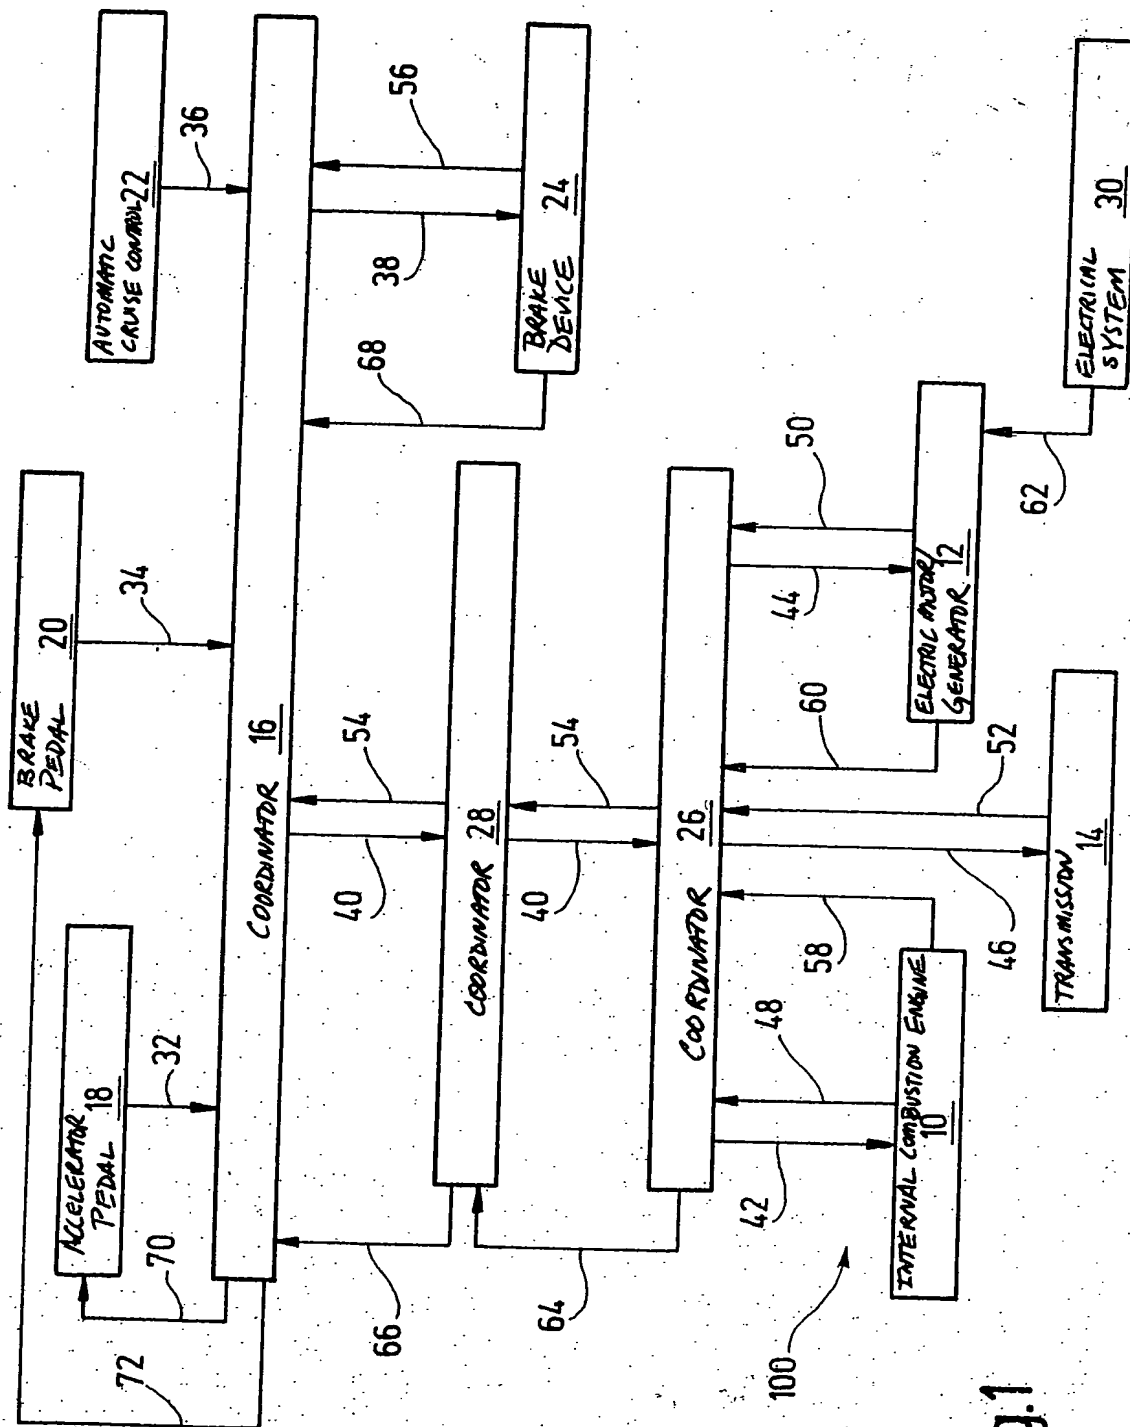 72
70
ACCELERATOR
PEDAL 18
32
BRAKE
PEDAL 20
34
AUTOMATIC
CRUISE CONTROL 22
36
COORDINATOR 16
66
40
54
68
38
56
COORDINATOR 28
BRAKE
DEVICE 24
64
40
54
COORDINATOR 26
42
48
58
46
52
60
44
50
62
100
INTERNAL COMBUSTION ENGINE
10
TRANSMISSION
14
ELECTRIC MOTOR/
GENERATOR 12
ELECTRICAL
SYSTEM 30
g.1